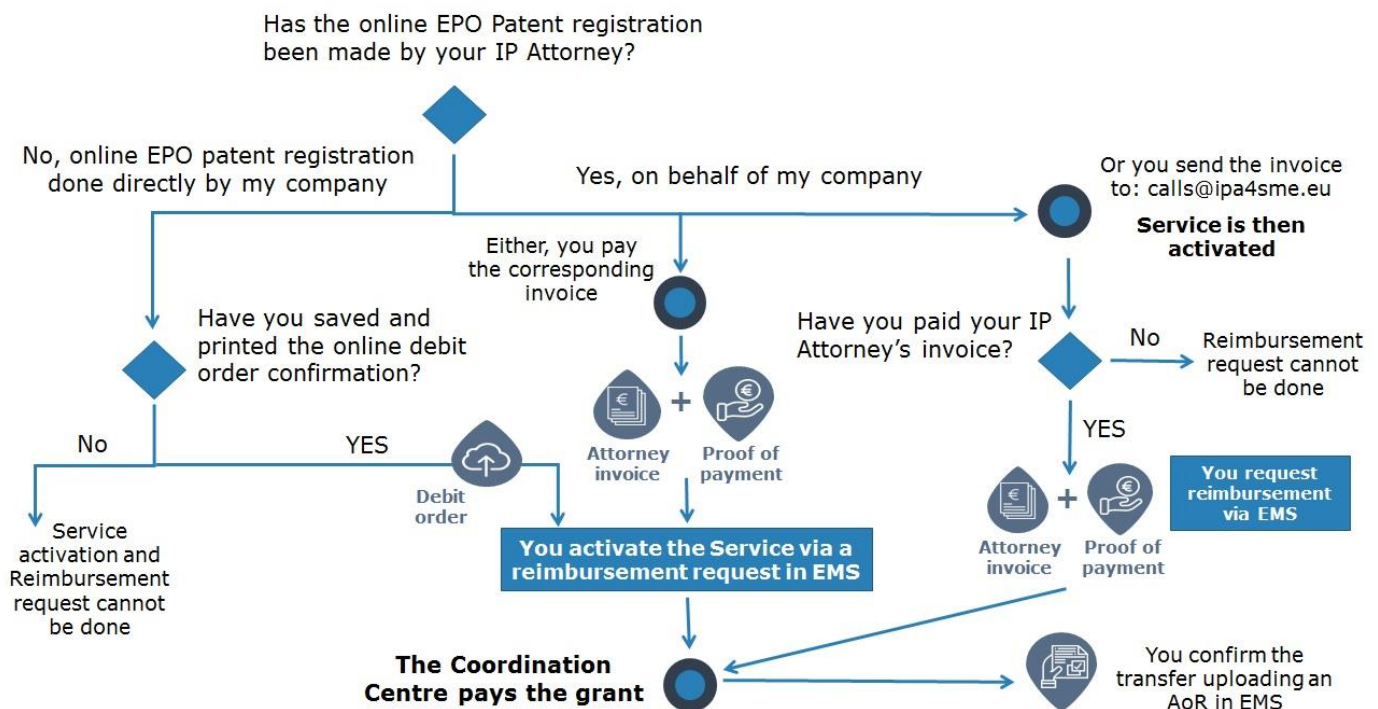 Has the online EPO Patent registration
been made by your IP Attorney?
No, online EPO patent registration
done directly by my company
Yes, on behalf of my company
Or you send the invoice
to: calls@ipa4sme.eu
Service is then
activated
Either, you pay
the corresponding
invoice
Have you saved and
printed the online debit
order confirmation?
Have you paid your IP
Attorney's invoice?
No
Reimbursement
request cannot
be done
No
YES
Debit
order
+
Attorney
invoice
Proof of
payment
YES
+
Attorney
invoice
Proof of
payment
You request
reimbursement
via EMS
Service
activation and
Reimbursement
request cannot
be done
You activate the Service via a
reimbursement request in EMS
The Coordination
Centre pays the grant
You confirm the
transfer uploading an
AoR in EMS